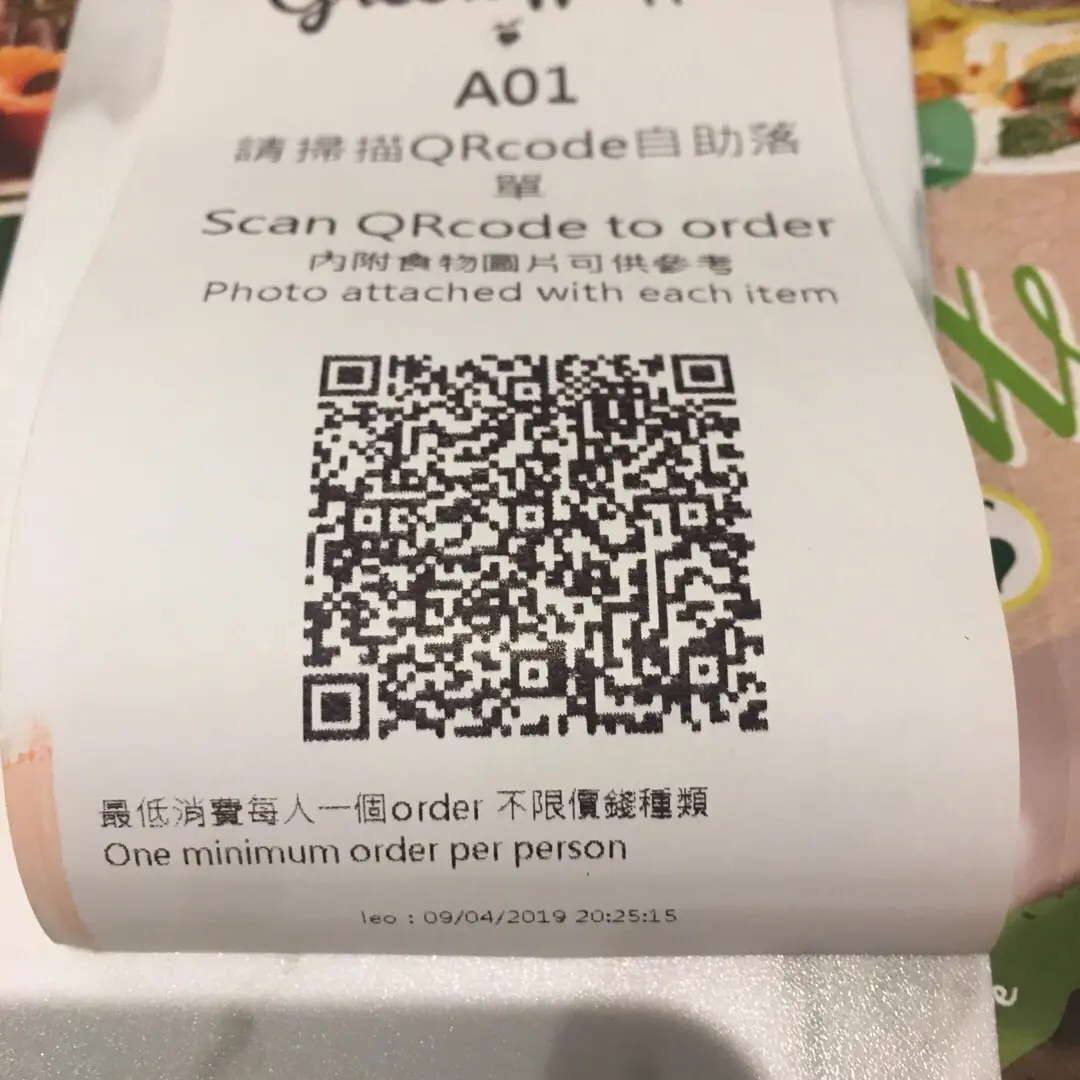 A01
請掃描QRcode自助落
單
Scan QRcode to order
內附食物圖片可供參考
Photo attached with each item
最低消費每人一個order 不限價錢種類
One minimum order per person
leo : 09/04/2019 20:25:15